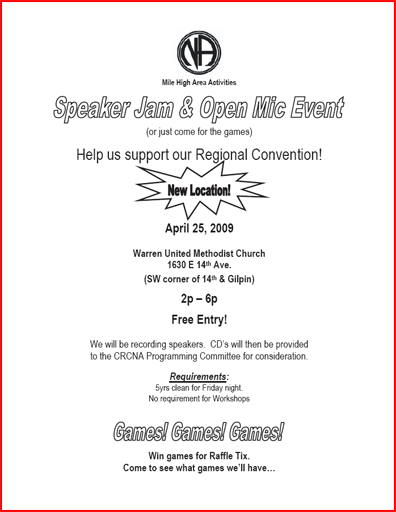 NA
Mile High Area Activities
Speaker Jam & Open Mic Event
(or just come for the games)
Help us support our Regional Convention!
New Location!
April 25, 2009
Warren United Methodist Church
1630 E 14th Ave.
(SW corner of 14th & Gilpin)
2p – 6p
Free Entry!
We will be recording speakers.  CD's will then be provided
to the CRCNA Programming Committee for consideration.
Requirements:
5yrs clean for Friday night.
No requirement for Workshops
Games! Games! Games!
Win games for Raffle Tix.
Come to see what games we'll have…